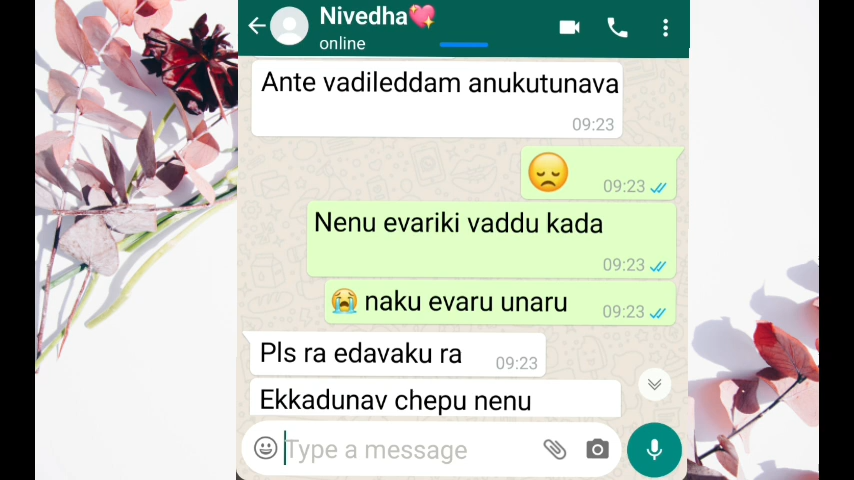 Nivedha💖
online
Ante vadileddam anukutunava
09:23
😞
09:23
Nenu evariki vaddu kada
09:23
😭 naku evaru unaru
09:23
Pls ra edavaku ra
09:23
Ekkadunav chepu nenu
Type a message